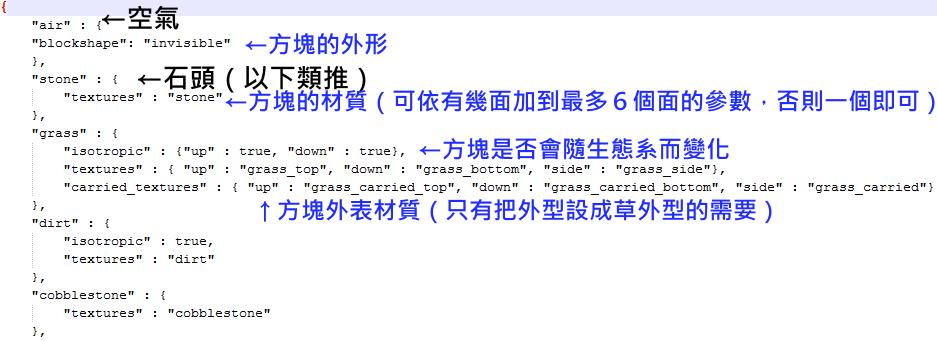 {
"air" : { ←空氣
"blockshape": "invisible" ←方塊的外形
},
"stone" : { ←石頭（以下類推）
"textures" : "stone" ←方塊的材質（可依有幾面加到最多６個面的參數，否則一個即可）
},
"grass" : {
"isotropic" : {"up" : true, "down" : true}, ←方塊是否會隨生態系而變化
"textures" : { "up" : "grass_top", "down" : "grass_bottom", "side" : "grass_side"},
"carried_textures" : { "up" : "grass_carried_top", "down" : "grass_carried_bottom", "side" : "grass_carried"}
}, ↑方塊外表材質（只有把外型設成草外型的需要）
"dirt" : {
"isotropic" : true,
"textures" : "dirt"
},
"cobblestone" : {
"textures" : "cobblestone"
},